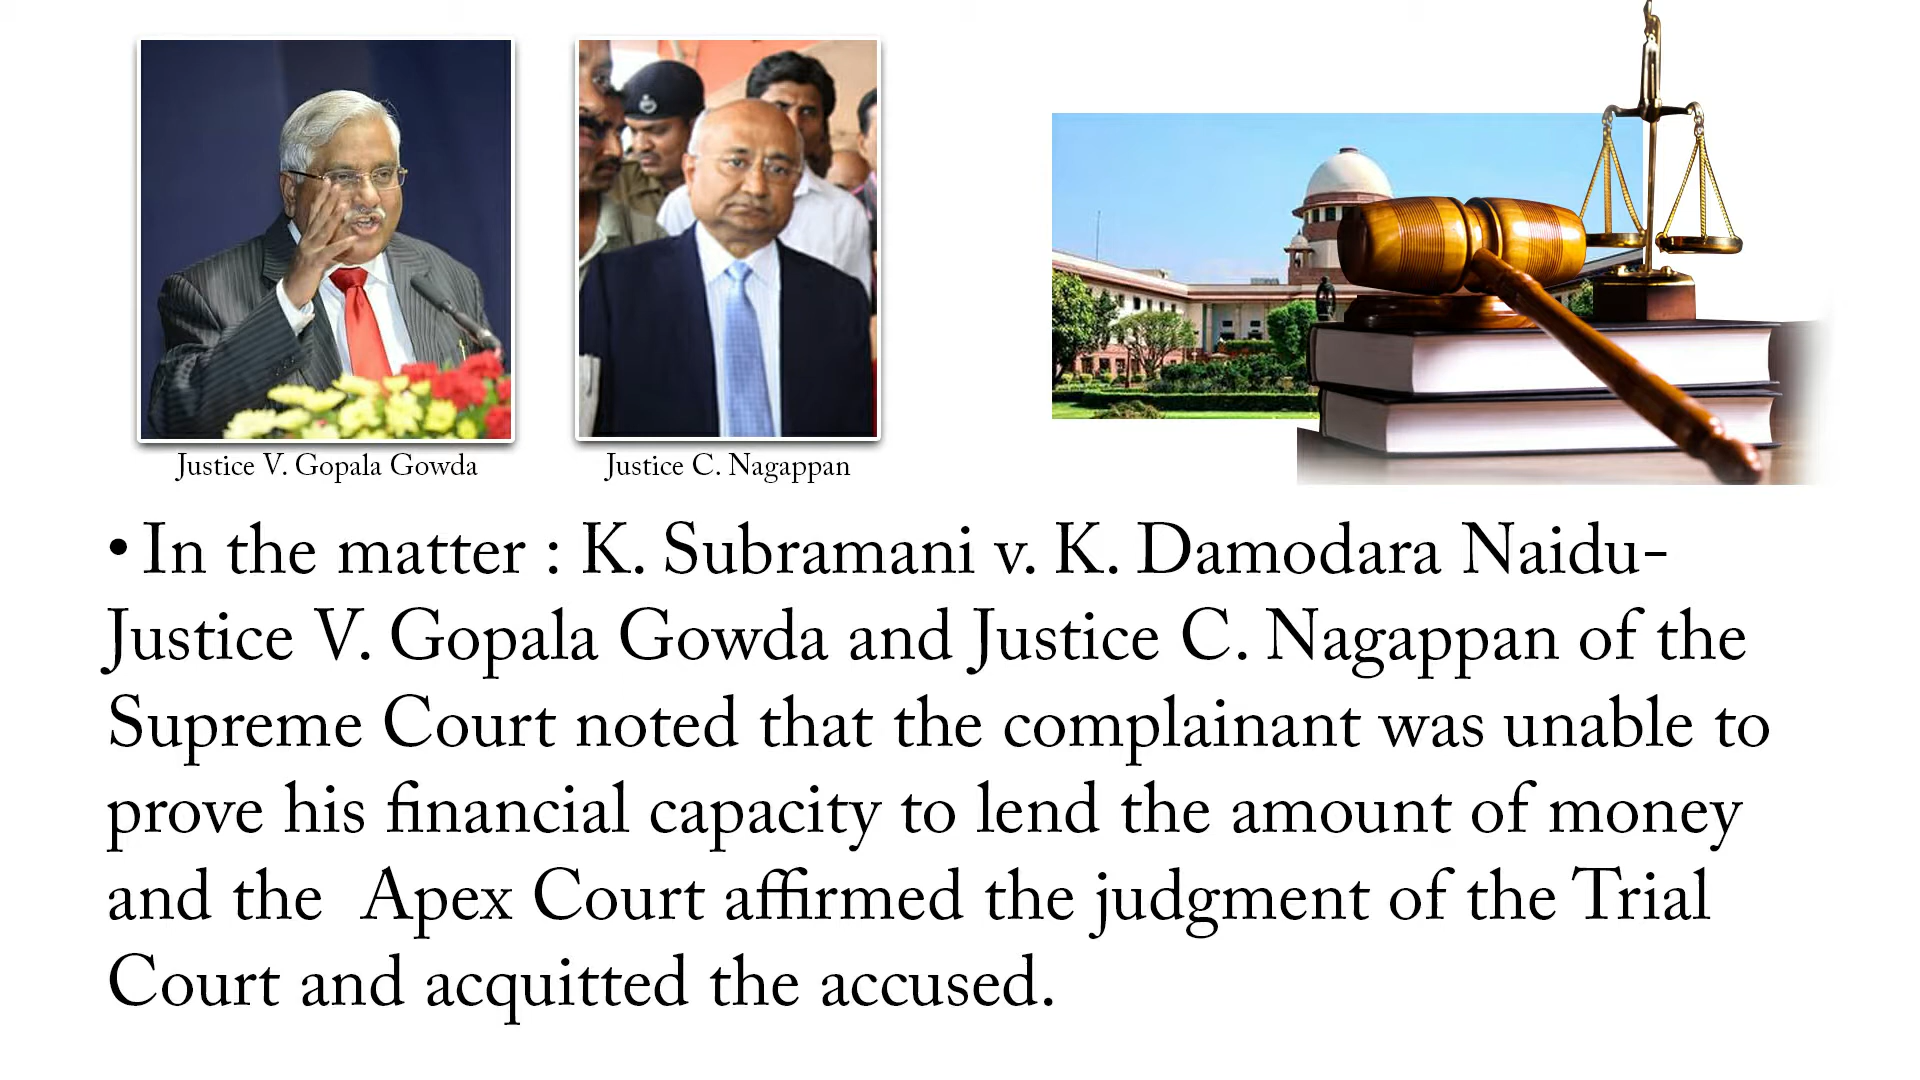 Justice V. Gopala Gowda
Justice C. Nagappan
• In the matter : K. Subramani v. K. Damodara Naidu-
Justice V. Gopala Gowda and Justice C. Nagappan of the
Supreme Court noted that the complainant was unable to
prove his financial capacity to lend the amount of money
and the  Apex Court affirmed the judgment of the Trial
Court and acquitted the accused.